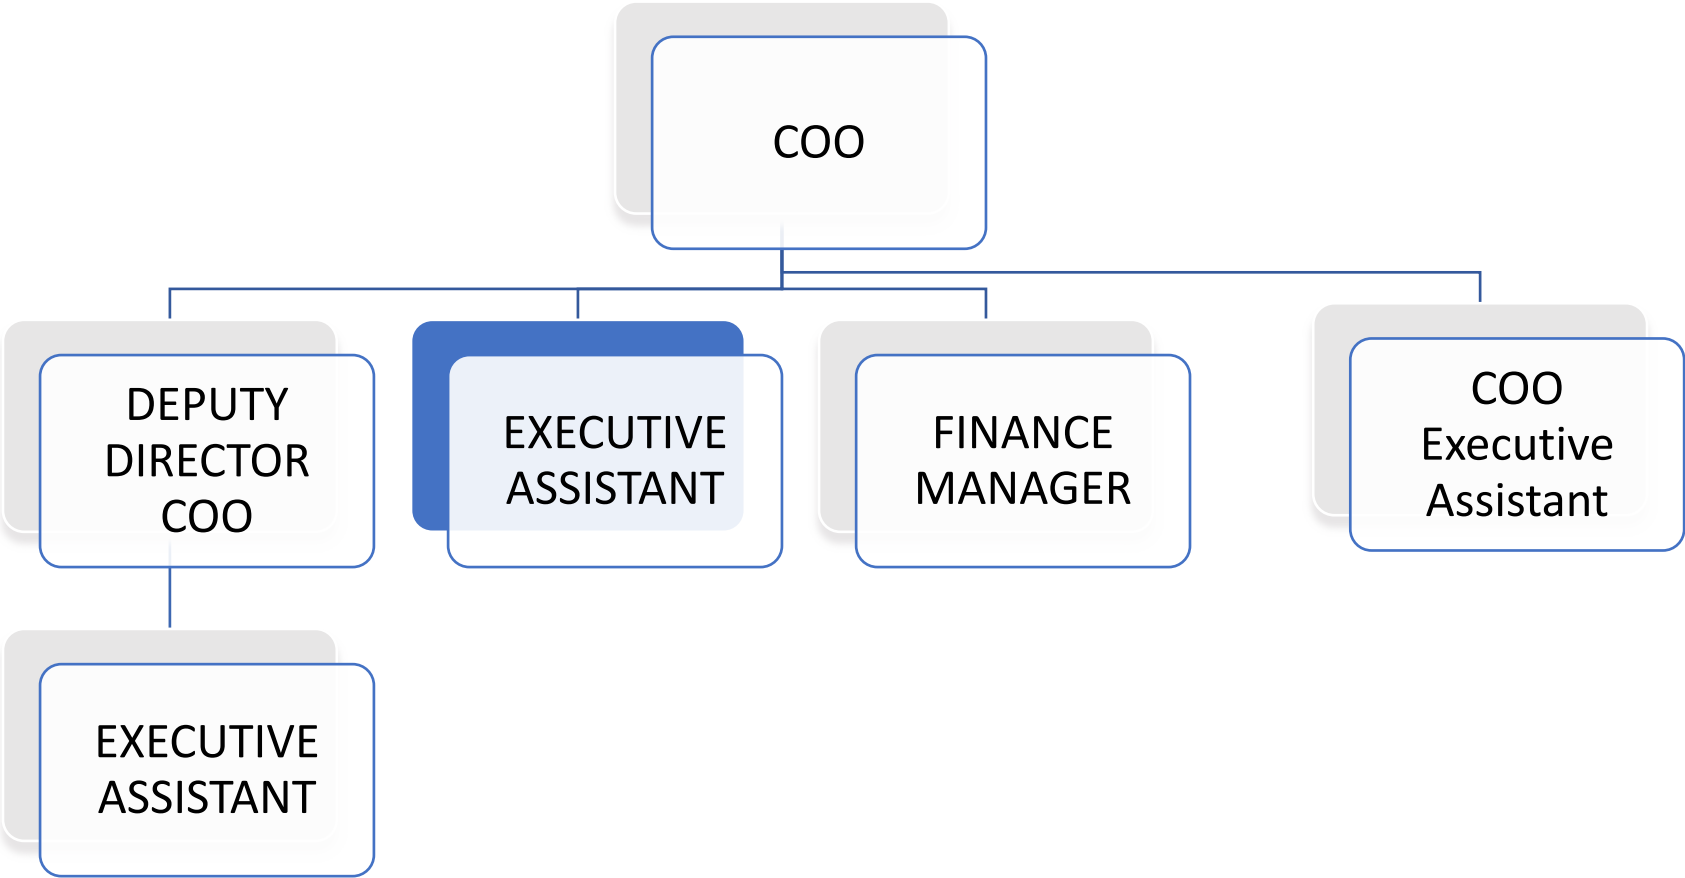 COO
DEPUTY
DIRECTOR
COO
EXECUTIVE
ASSISTANT
FINANCE
MANAGER
COO
Executive
Assistant
EXECUTIVE
ASSISTANT